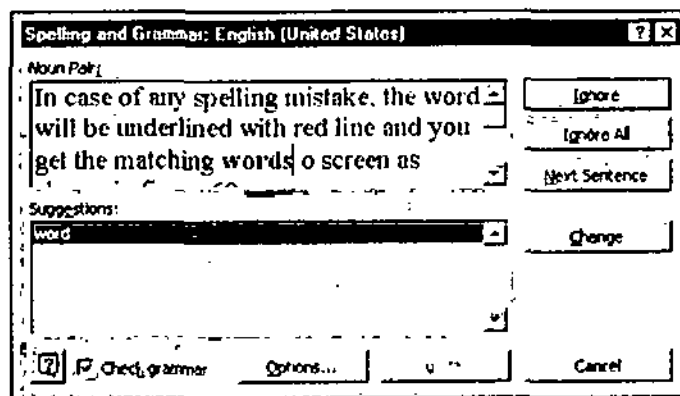 Spelling and Grammar: English (United States)
Noun Pair:
In case of any spelling mistake, the word
will be underlined with red line and you
get the matching words o screen as
Ignore
Ignore All
Next Sentence
Suggestions:
word
Change
Check grammar
Options...
Cancel